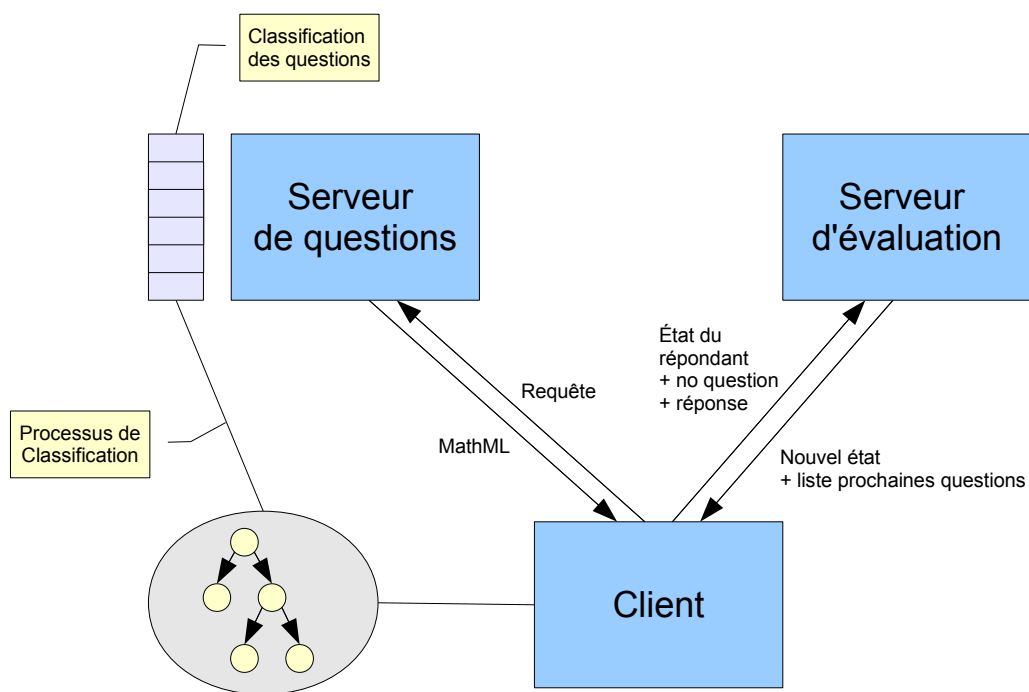 Classification
des questions
Serveur
de questions
Serveur
d'évaluation
État du
répondant
+ no question
+ réponse
Requête
MathML
Processus de
Classification
Nouvel état
+ liste prochaines questions
Client